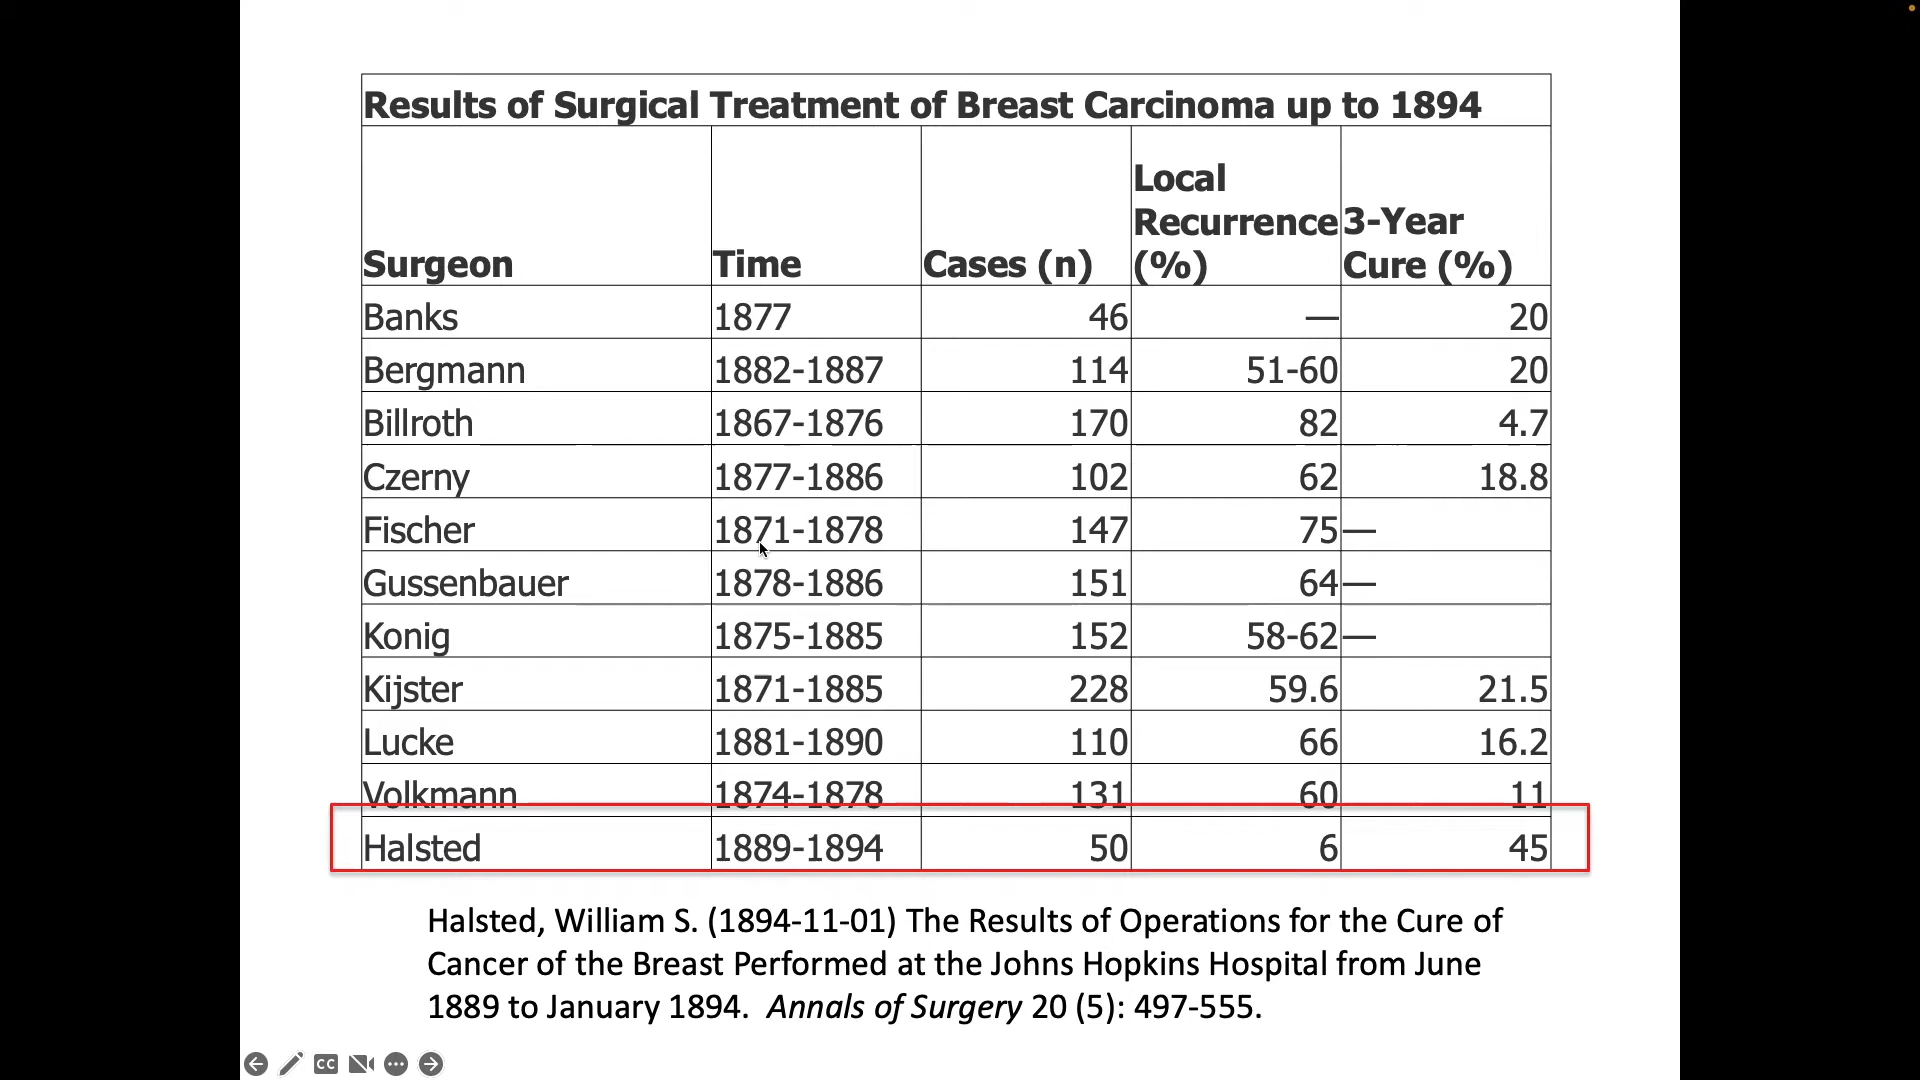 Results of Surgical Treatment of Breast Carcinoma up to 1894
Surgeon Time Cases (n) Local Recurrence (%) 3-Year Cure (%)
Banks 1877 46 — 20
Bergmann 1882-1887 114 51-60 20
Billroth 1867-1876 170 82 4.7
Czerny 1877-1886 102 62 18.8
Fischer 1871-1878 147 75 —
Gussenbauer 1878-1886 151 64 —
Konig 1875-1885 152 58-62 —
Kijster 1871-1885 228 59.6 21.5
Lucke 1881-1890 110 66 16.2
Volkmann 1874-1878 131 60 11
Halsted 1889-1894 50 6 45
Halsted, William S. (1894-11-01) The Results of Operations for the Cure of
Cancer of the Breast Performed at the Johns Hopkins Hospital from June
1889 to January 1894. Annals of Surgery 20 (5): 497-555.
CC